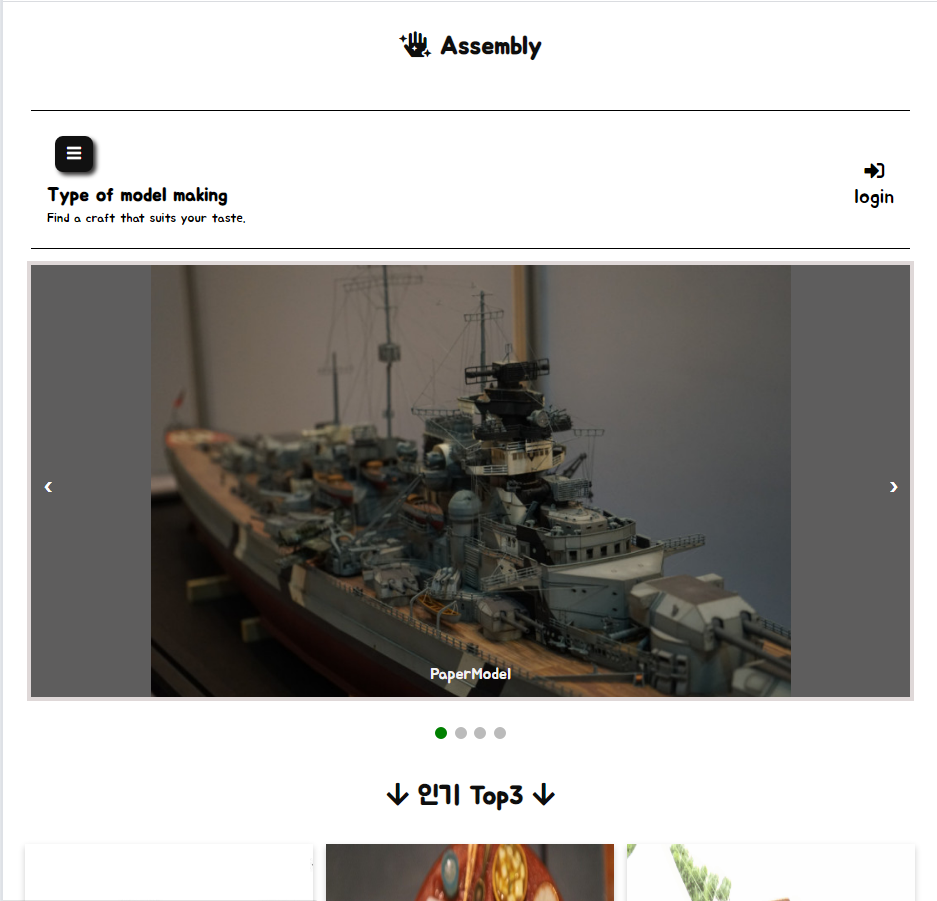 Assembly
Type of model making
Find a craft that suits your taste.
login
PaperModel
인기 Top3